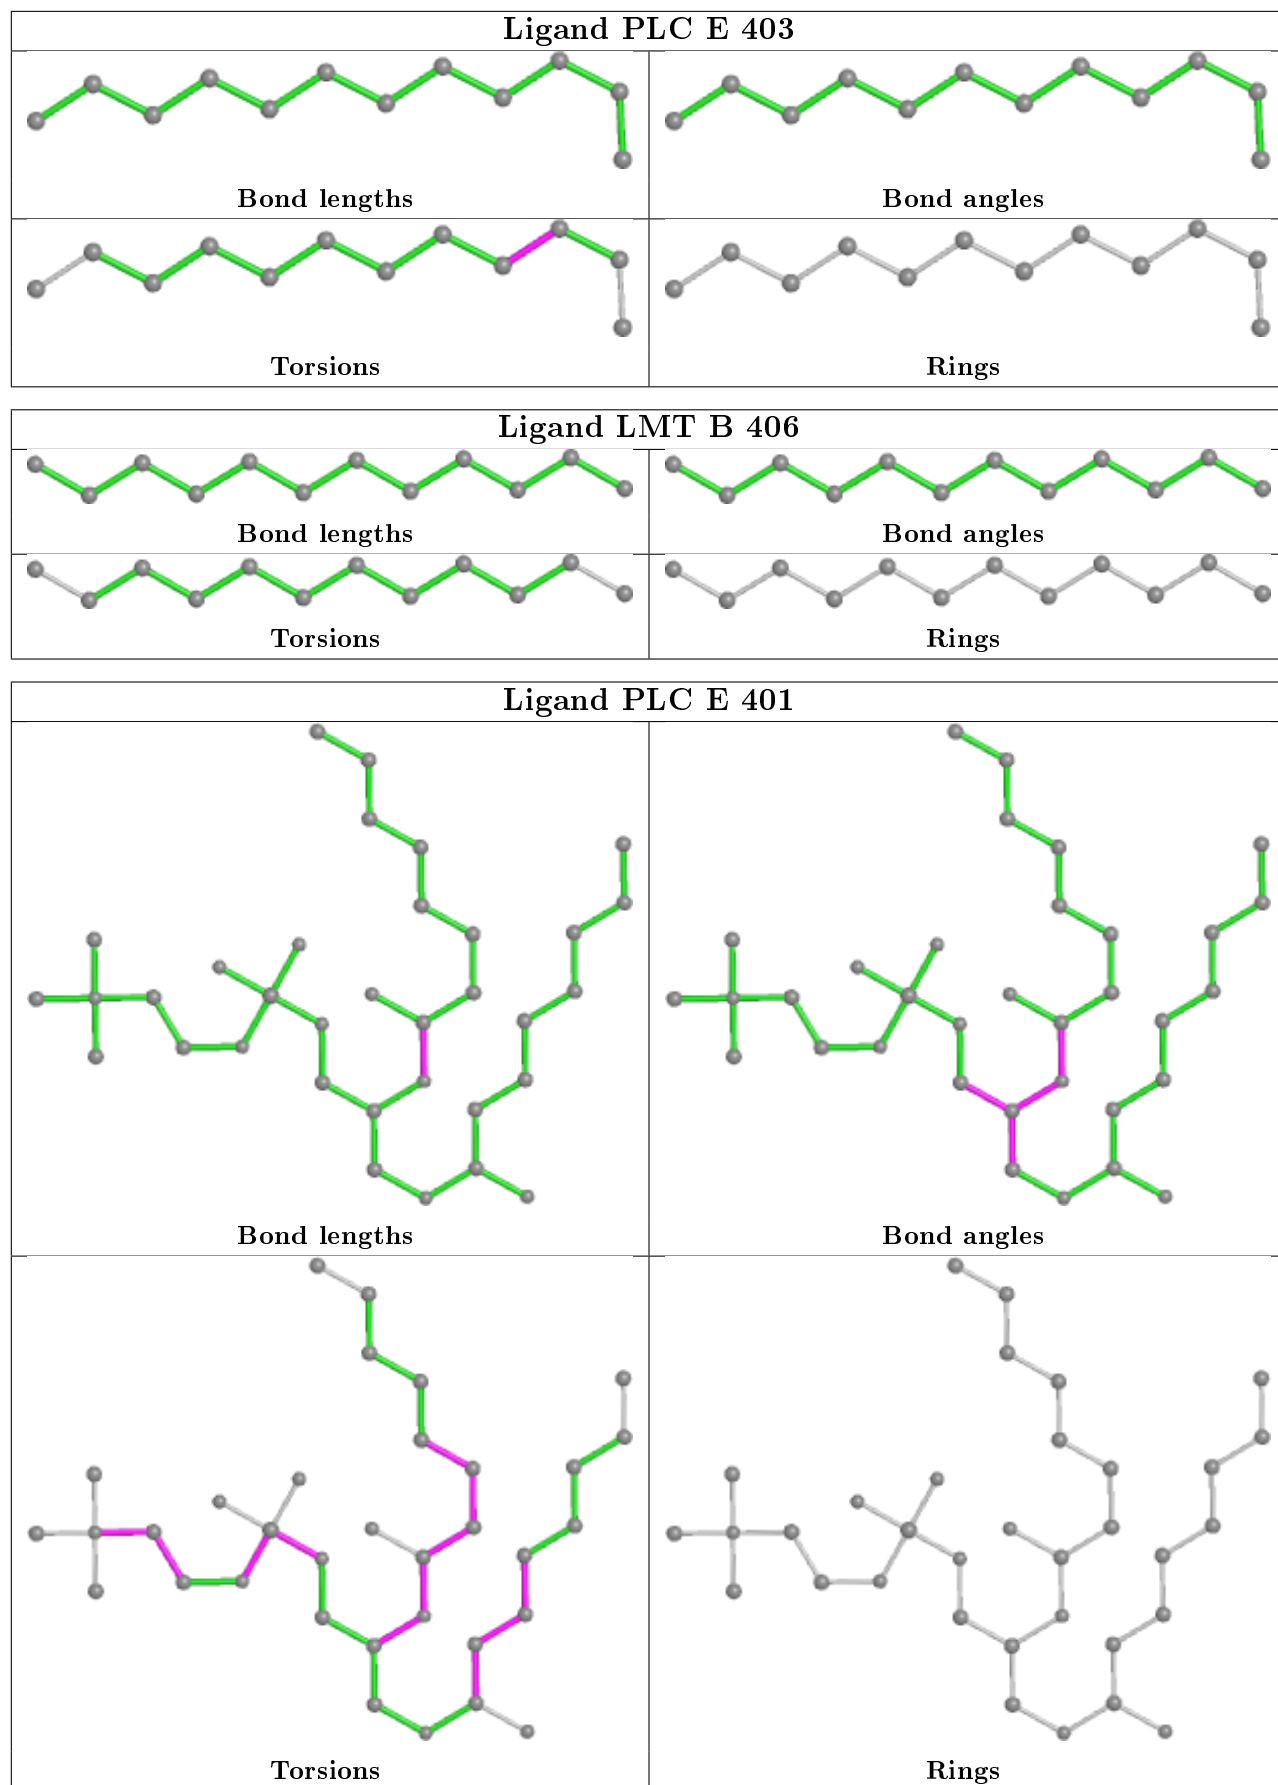 Ligand PLC E 403
Bond lengths
Bond angles
Torsions
Rings
Ligand LMT B 406
Bond lengths
Bond angles
Torsions
Rings
Ligand PLC E 401
Bond lengths
Bond angles
Torsions
Rings